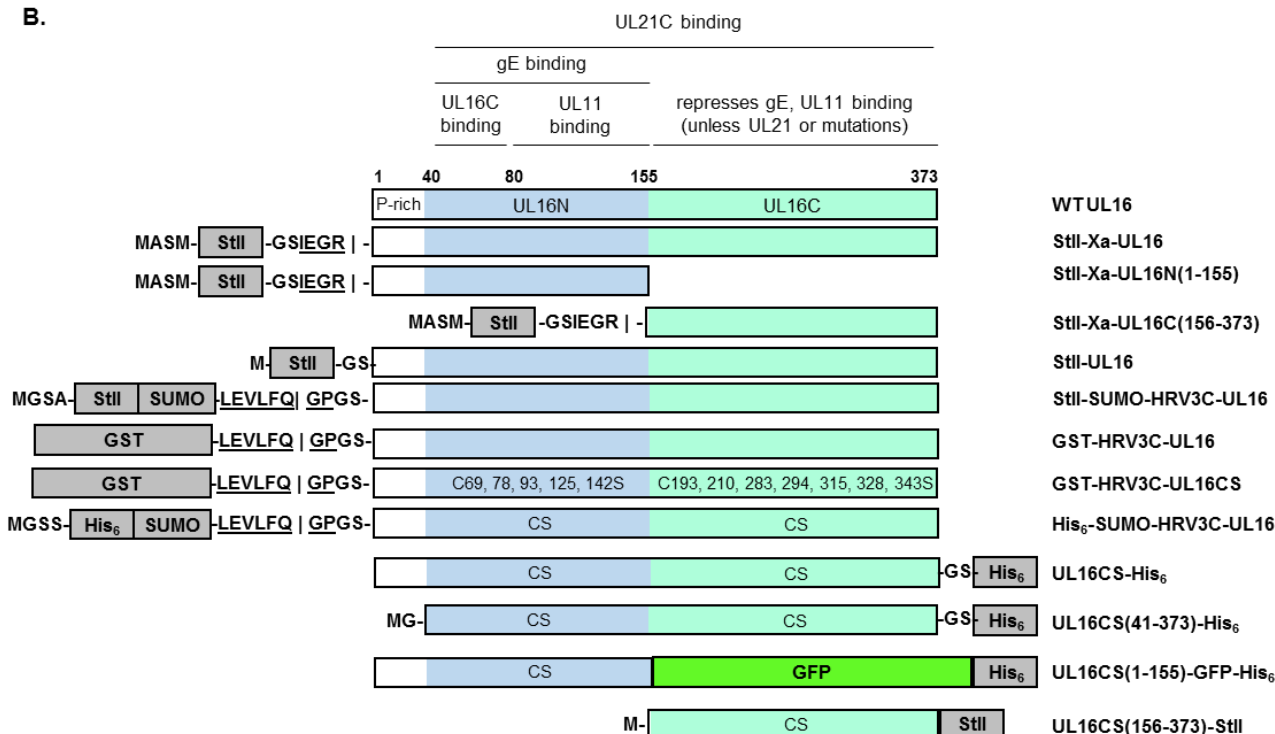 B.
UL21C binding
gE binding
UL16C binding
UL11 binding
represses gE, UL11 binding (unless UL21 or mutations)
1 40 80 155 373
P-rich UL16N UL16C WT UL16
MASM- StII -GSIEGR | - StII-Xa-UL16
MASM- StII -GSIEGR | - StII-Xa-UL16N(1-155)
MASM- StII -GSIEGR | - StII-Xa-UL16C(156-373)
M- StII -GS- StII-UL16
MGSA- StII SUMO -LEVLFQ| GPGS- StII-SUMO-HRV3C-UL16
GST -LEVLFQ | GPGS- GST-HRV3C-UL16
GST -LEVLFQ | GPGS- C69, 78, 93, 125, 142S C193, 210, 283, 294, 315, 328, 343S GST-HRV3C-UL16CS
MGSS- His6 SUMO -LEVLFQ | GPGS- CS CS His6-SUMO-HRV3C-UL16
CS CS -GS- His6 UL16CS-His6
MG- CS CS -GS- His6 UL16CS(41-373)-His6
CS GFP His6 UL16CS(1-155)-GFP-His6
M- CS StII UL16CS(156-373)-StII